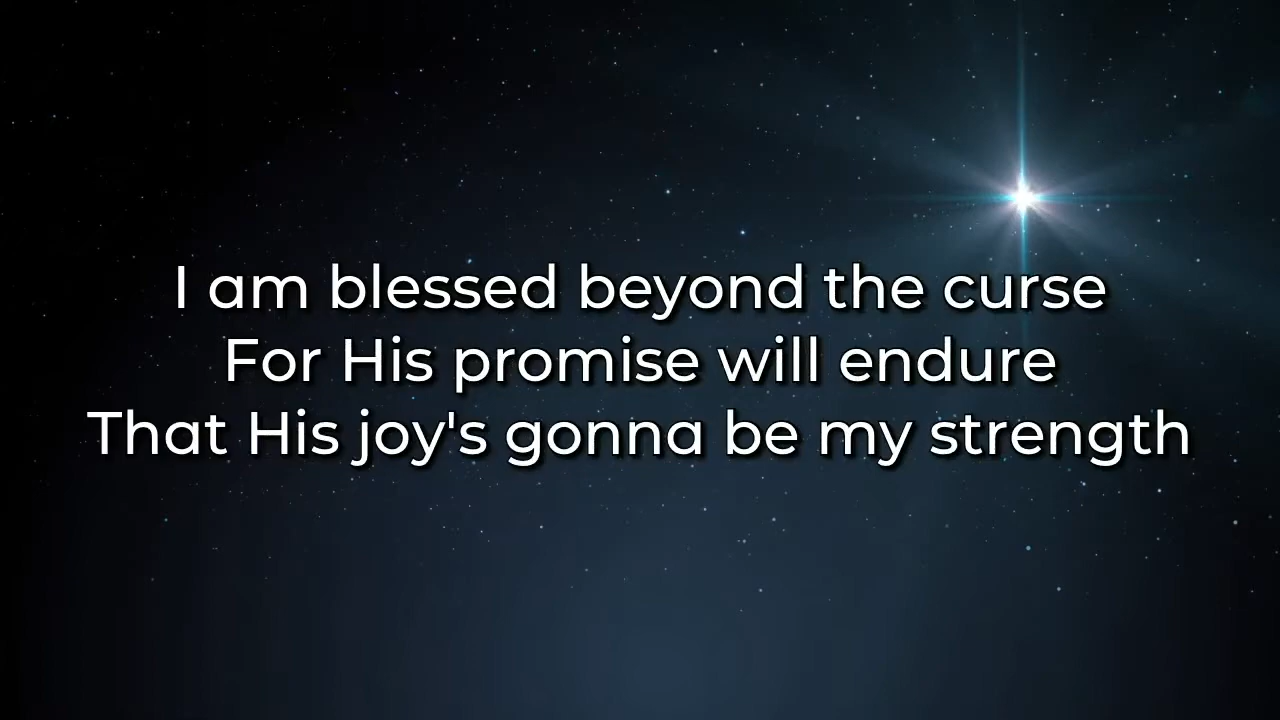 I am blessed beyond the curse
For His promise will endure
That His joy's gonna be my strength